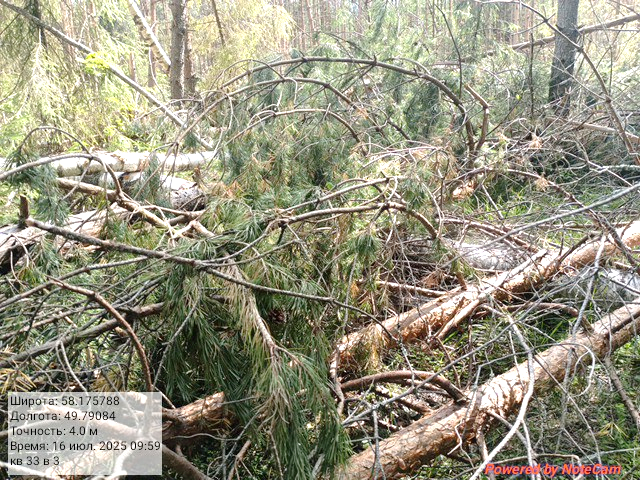 Широта: 58.175788
Долгота: 49.79084
Точность: 4.0 м
Время: 16 июл. 2025 09:59
кв 33 в 3
Powered by NoteCam